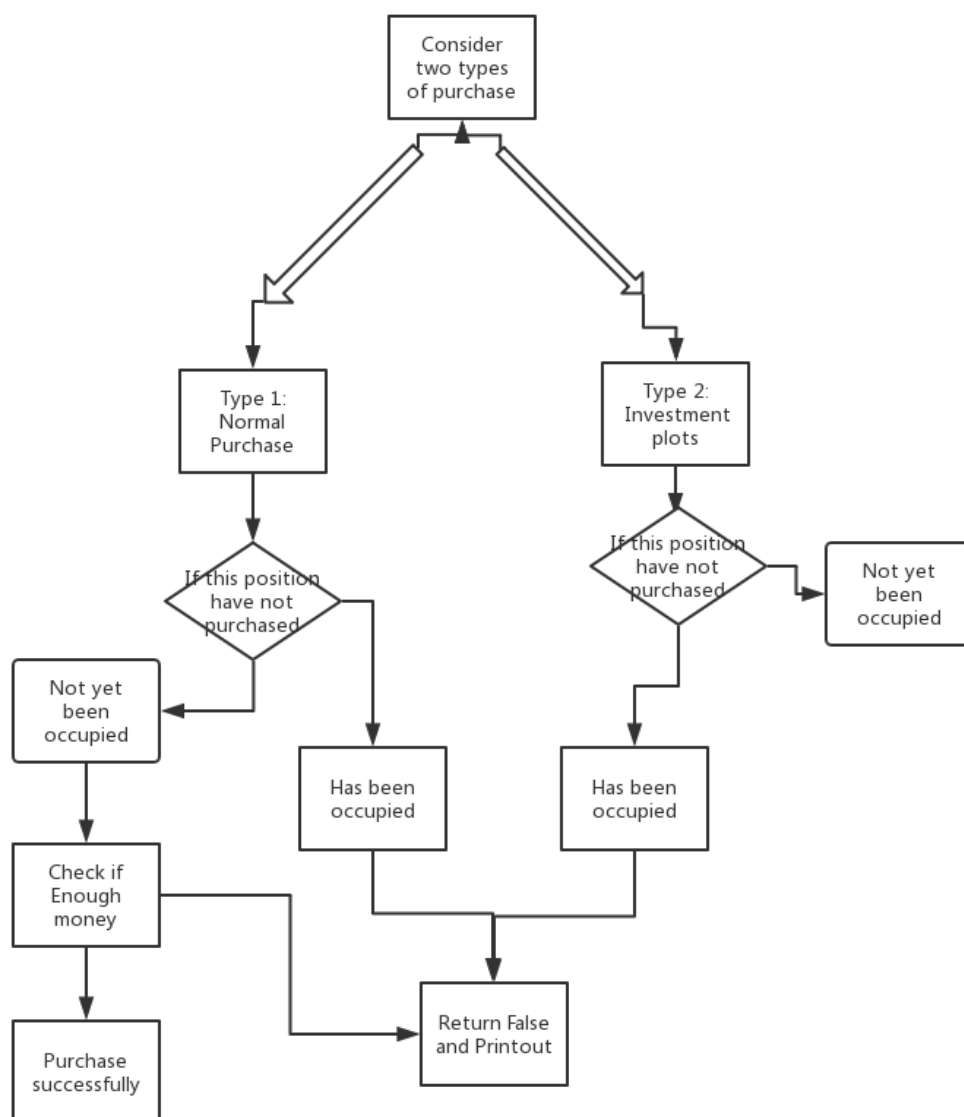 Consider
two types
of purchase
Type 1:
Normal
Purchase
Type 2:
Investment
plots
If this position
have not
purchased
If this position
have not
purchased
Not yet
been
occupied
Not yet
been
occupied
Has been
occupied
Has been
occupied
Check if
Enough
money
Return False
and Printout
Purchase
successfully